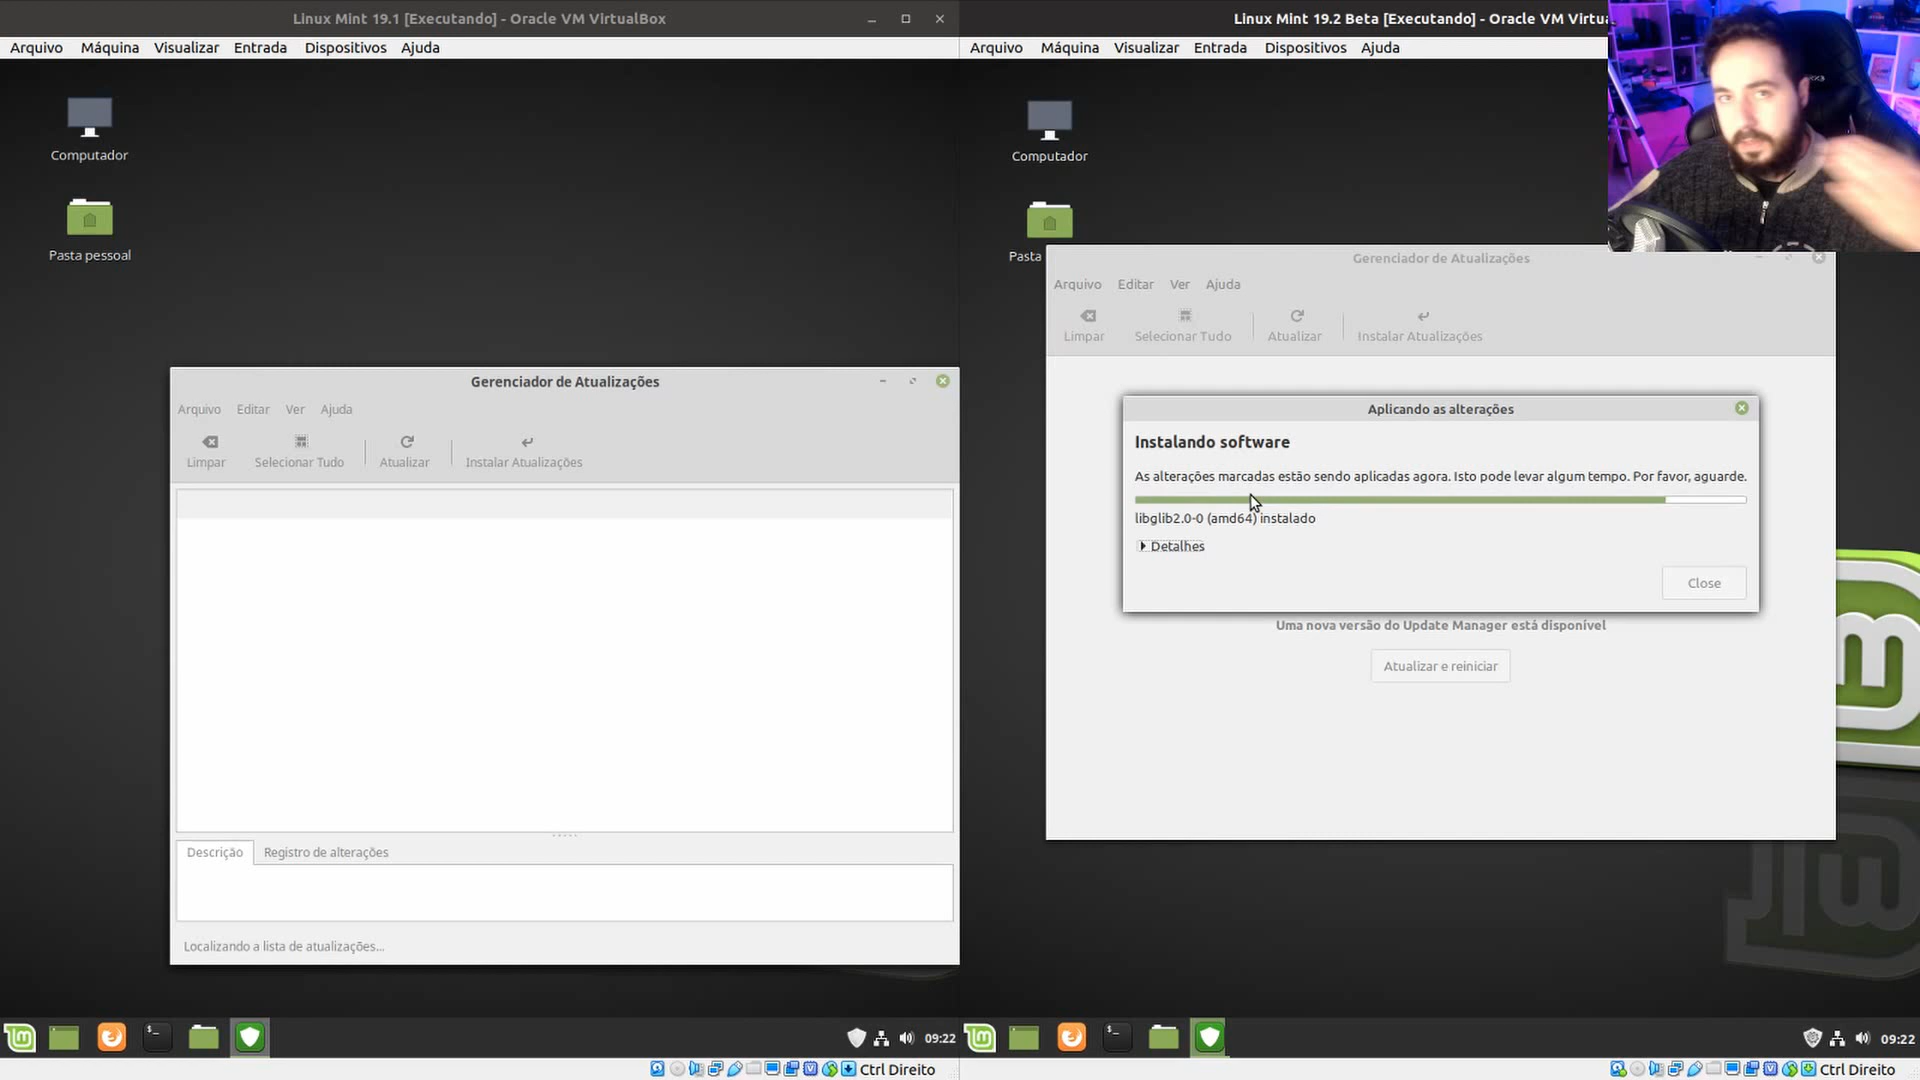 Linux Mint 19.1 [Executando] - Oracle VM VirtualBox
Arquivo Máquina Visualizar Entrada Dispositivos Ajuda
Computador
Pasta pessoal
Gerenciador de Atualizações
Arquivo Editar Ver Ajuda
Limpar Selecionar Tudo Atualizar Instalar Atualizações
Descrição Registro de alterações
Localizando a lista de atualizações...
09:22
Ctrl Direito
Linux Mint 19.2 Beta [Executando] - Oracle VM Virtua
Arquivo Máquina Visualizar Entrada Dispositivos Ajuda
Computador
Pasta
Gerenciador de Atualizações
Arquivo Editar Ver Ajuda
Limpar Selecionar Tudo Atualizar Instalar Atualizações
Aplicando as alterações
Instalando software
As alterações marcadas estão sendo aplicadas agora. Isto pode levar algum tempo. Por favor, aguarde.
libglib2.0-0 (amd64) instalado
Detalhes
Close
Uma nova versão do Update Manager está disponível
Atualizar e reiniciar
09:22
Ctrl Direito